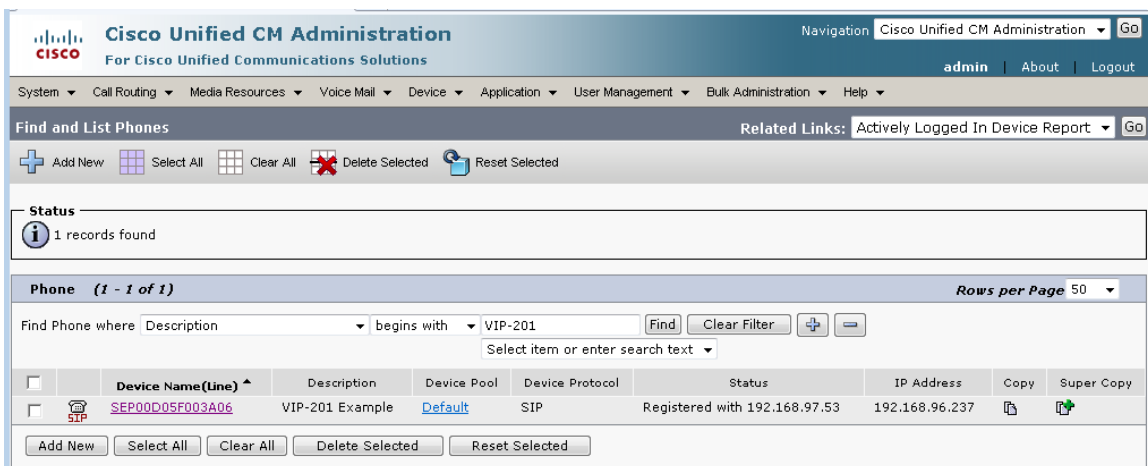 Cisco Unified CM Administration
Navigation Cisco Unified CM Administration Go
CISCO
For Cisco Unified Communications Solutions
admin | About | Logout
System Call Routing Media Resources Voice Mail Device Application User Management Bulk Administration Help
Find and List Phones Related Links: Actively Logged In Device Report Go
Add New Select All Clear All Delete Selected Reset Selected
Status
i 1 records found
Phone (1 - 1 of 1) Rows per Page 50
Find Phone where Description begins with VIP-201 Find Clear Filter
Select item or enter search text
Device Name(Line) Description Device Pool Device Protocol Status IP Address Copy Super Copy
SIP SEP00D05F003A06 VIP-201 Example Default SIP Registered with 192.168.97.53 192.168.96.237
Add New Select All Clear All Delete Selected Reset Selected